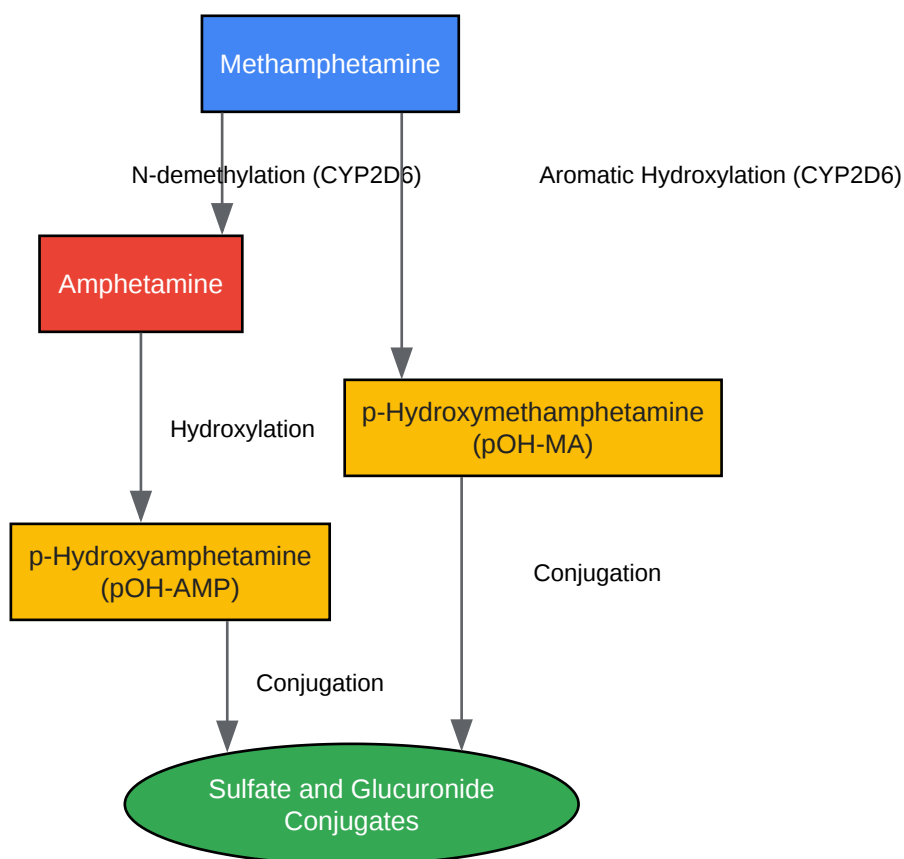 Methamphetamine
N-demethylation (CYP2D6)
Aromatic Hydroxylation (CYP2D6)
Amphetamine
p-Hydroxymethamphetamine
(pOH-MA)
Hydroxylation
p-Hydroxyamphetamine
(pOH-AMP)
Conjugation
Conjugation
Sulfate and Glucuronide
Conjugates